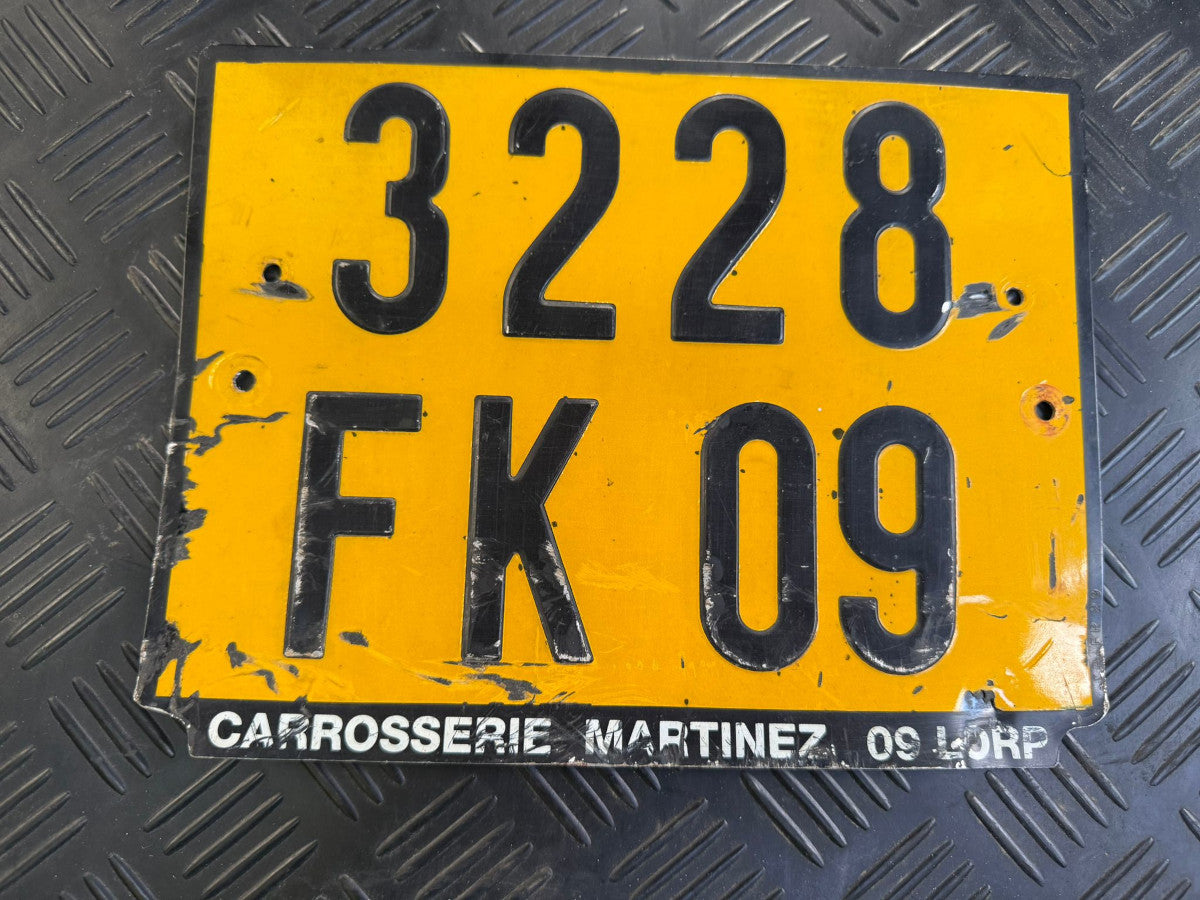 3228
FK 09
CARROSSERIE MARTINEZ 09 LORP